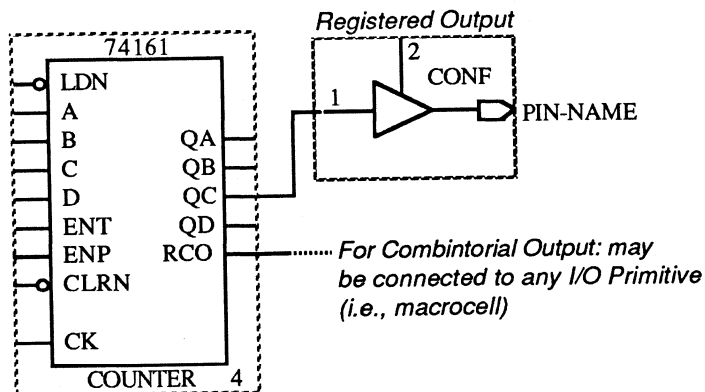 Registered Output
74161
2
LDN
CONF
1
A
PIN-NAME
B
QA
C
QB
D
QC
ENT
QD
ENP
RCO
For Combintorial Output: may
be connected to any I/O Primitive
(i.e., macrocell)
CLRN
CK
COUNTER 4